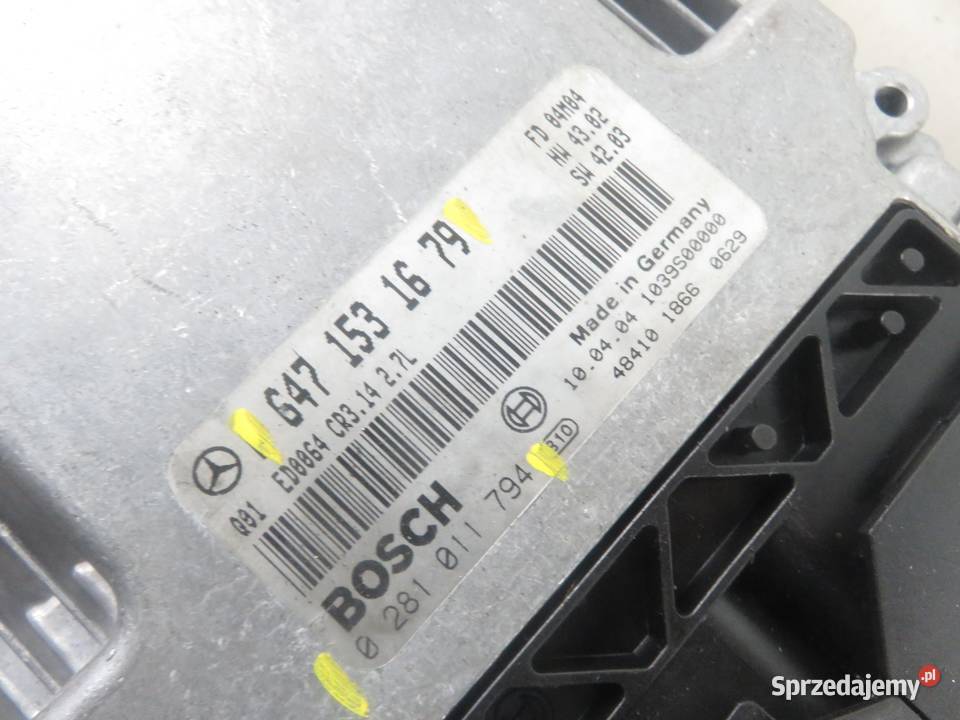 FD 04M04
HW 43.02
SW 42.03
647 153 16 79
Q01 ED0064 CR3.14 2.7L
Made in Germany
10.04.04 1039S00000
48410 1866 0629
BOSCH
0 281 011 794
310
Sprzedajemy.pl